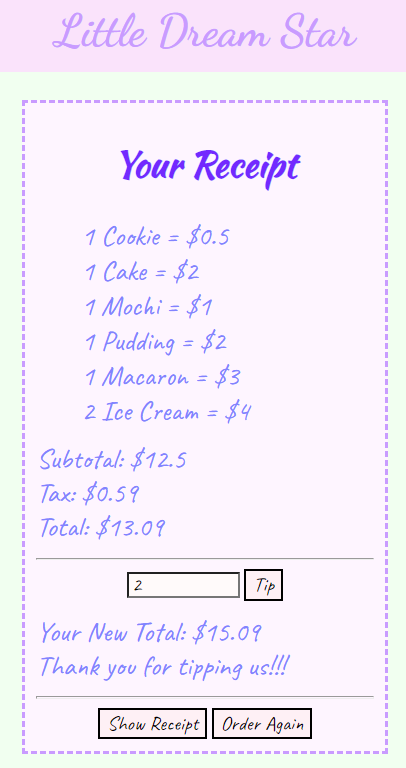 Little Dream Star
Your Receipt
1 Cookie = $0.5
1 Cake = $2
1 Mochi = $1
1 Pudding = $2
1 Macaron = $3
2 Ice Cream = $4
Subtotal: $12.5
Tax: $0.59
Total: $13.09
2 Tip
Your New Total: $15.09
Thank you for tipping us!!!
Show Receipt Order Again